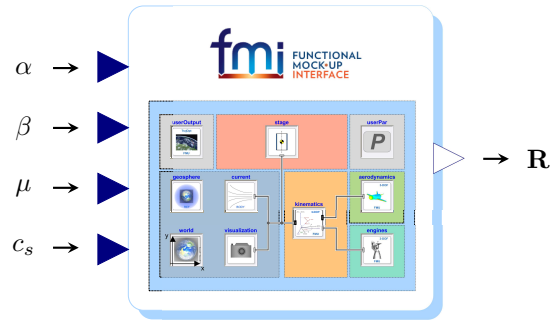 α
β
μ
c_s
fmi
FUNCTIONAL
MOCK-UP
INTERFACE
userOutput
stage
userPar
P
geosphere
current
kinematics
aerodynamics
world
visualization
engines
y
x
R